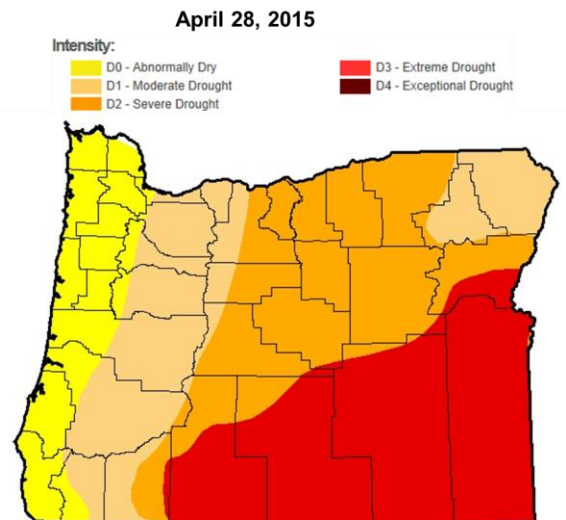 April 28, 2015
Intensity:
D0 - Abnormally Dry
D3 - Extreme Drought
D1 - Moderate Drought
D4 - Exceptional Drought
D2 - Severe Drought